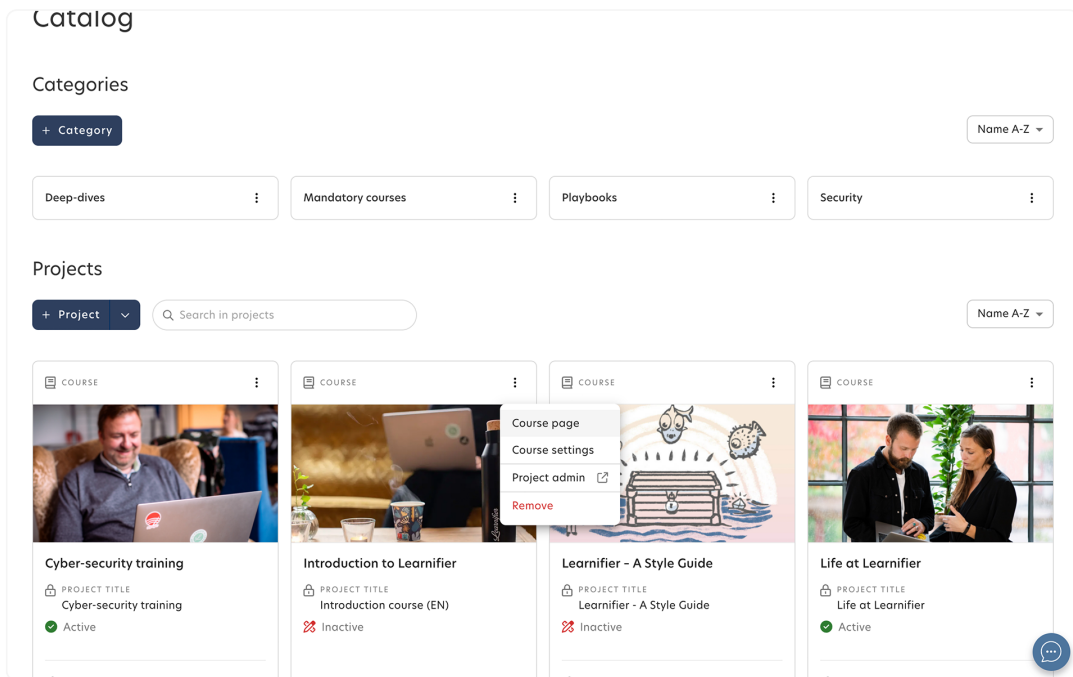 Catalog
Categories
+ Category
Name A-Z
Deep-dives
Mandatory courses
Playbooks
Security
Projects
+ Project
Search in projects
Name A-Z
COURSE
COURSE
COURSE
COURSE
Course page
Course settings
Project admin
Remove
Learnifier
Cyber-security training
PROJECT TITLE
Cyber-security training
Active
Introduction to Learnifier
PROJECT TITLE
Introduction course (EN)
Inactive
Learnifier – A Style Guide
PROJECT TITLE
Learnifier - A Style Guide
Inactive
Life at Learnifier
PROJECT TITLE
Life at Learnifier
Active